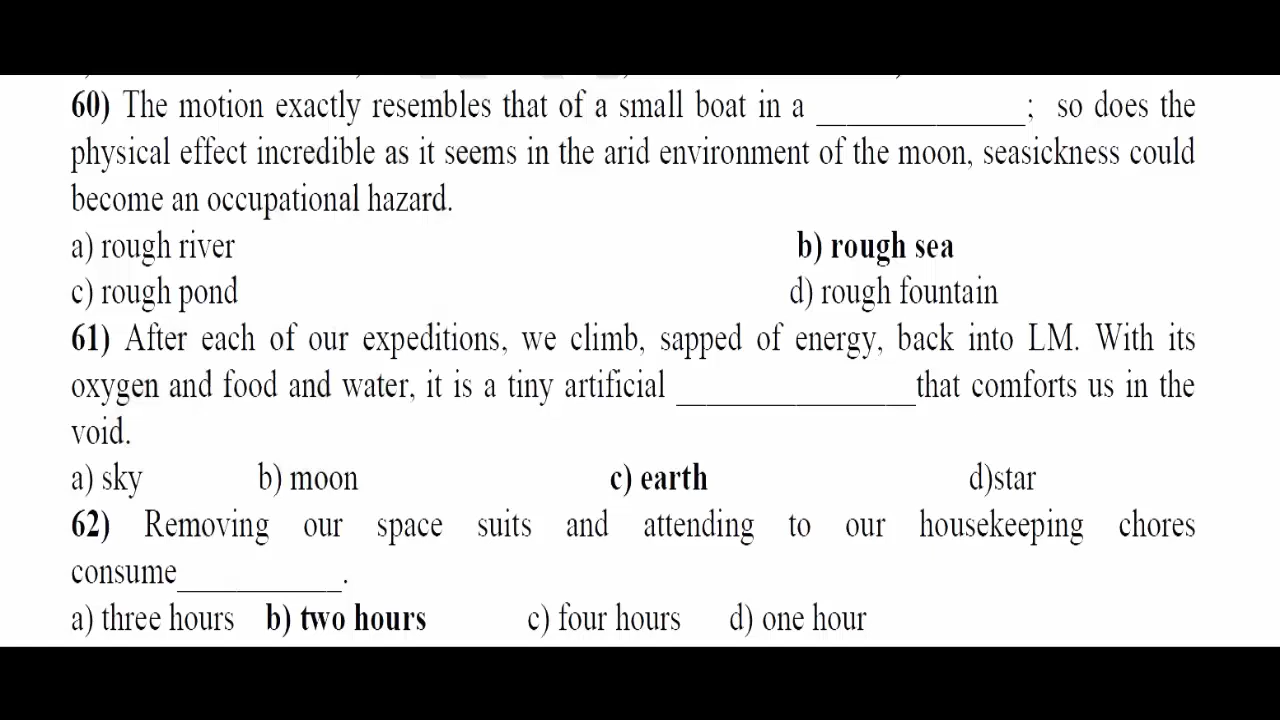 60) The motion exactly resembles that of a small boat in a ______________; so does the
physical effect incredible as it seems in the arid environment of the moon, seasickness could
become an occupational hazard.
a) rough river b) rough sea
c) rough pond d) rough fountain
61) After each of our expeditions, we climb, sapped of energy, back into LM. With its
oxygen and food and water, it is a tiny artificial ________________that comforts us in the
void.
a) sky b) moon c) earth d)star
62) Removing our space suits and attending to our housekeeping chores
consume___________.
a) three hours b) two hours c) four hours d) one hour